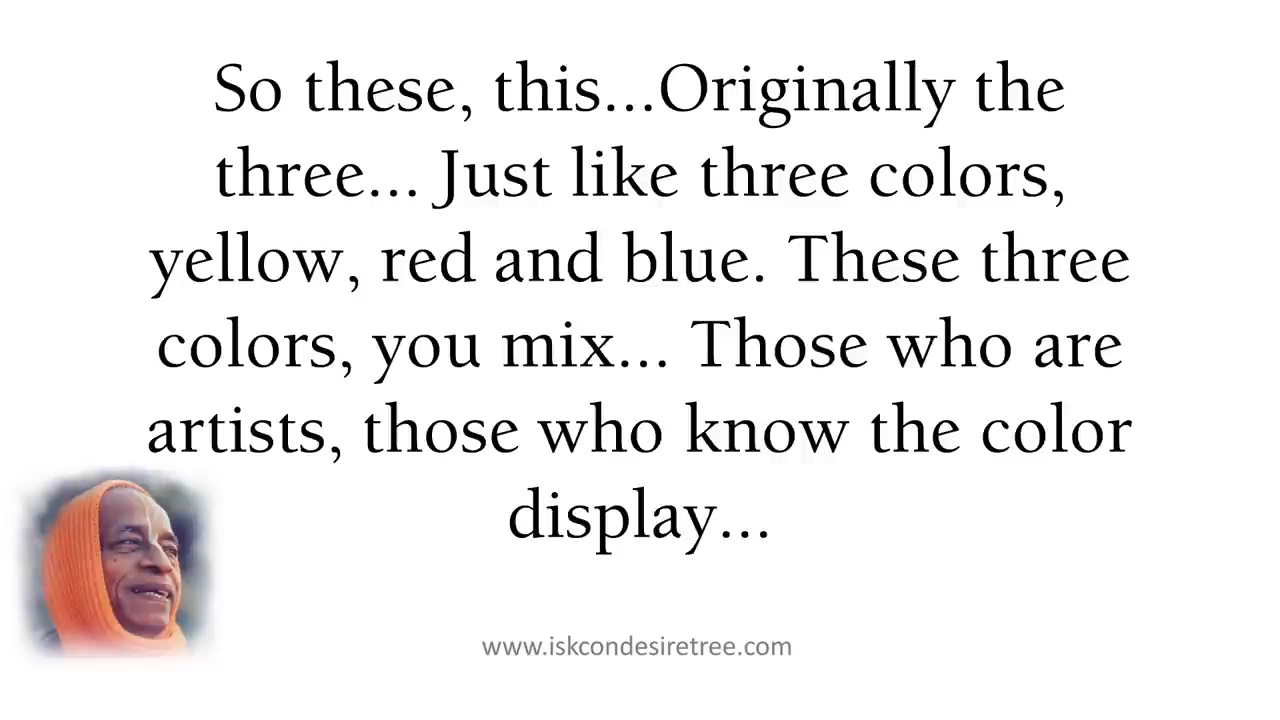 So these, this...Originally the
three... Just like three colors,
yellow, red and blue. These three
colors, you mix... Those who are
artists, those who know the color
display...
www.iskcondesiretree.com